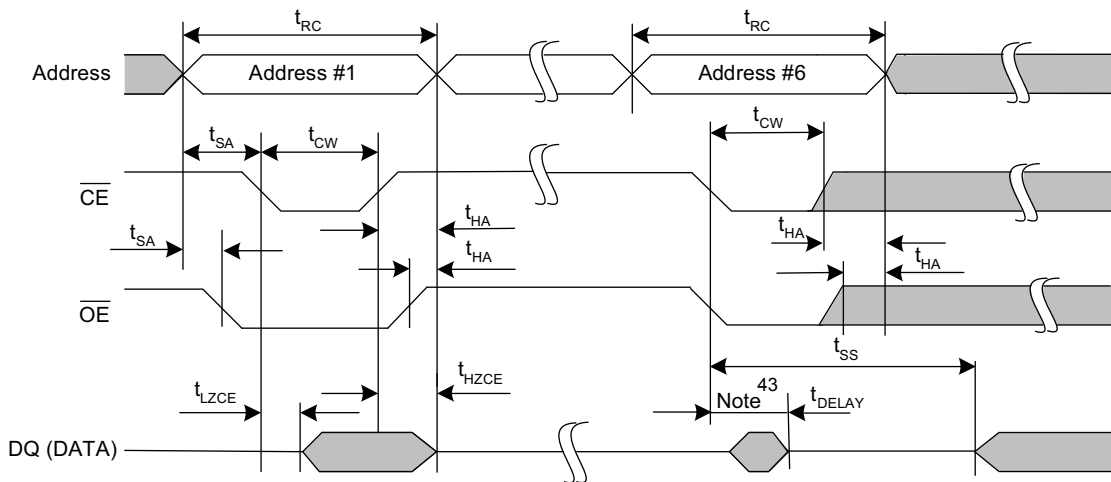 tRC tRC
Address Address #1 Address #6
tCW
tSA tCW
CE
tHA
tSA tHA tHA
tHA
OE
tSS
tLZCE tHZCE
Note 43 tDELAY
DQ (DATA)